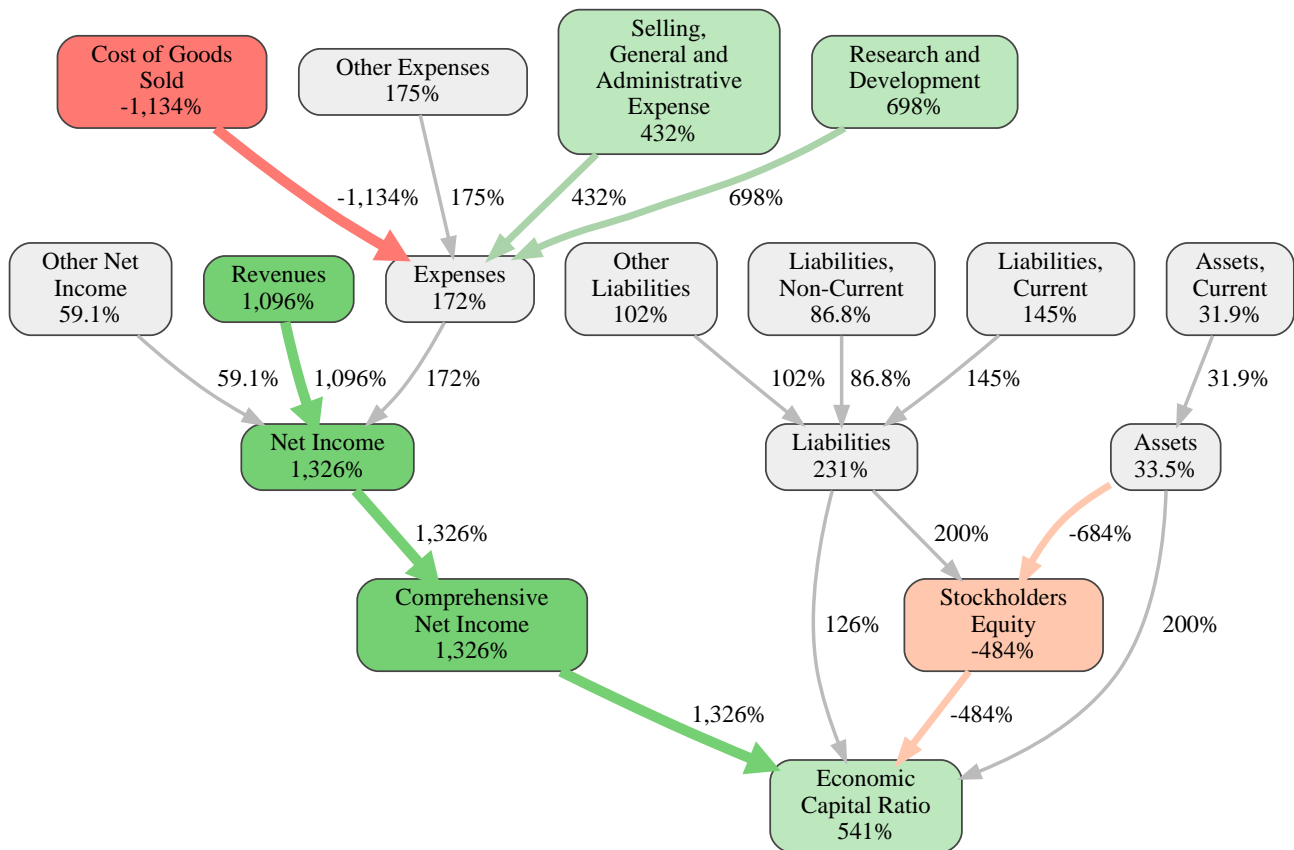 Cost of Goods
Sold
-1,134%
Other Expenses
175%
Selling,
General and
Administrative
Expense
432%
Research and
Development
698%
-1,134%
175%
432%
698%
Other Net
Income
59.1%
Revenues
1,096%
Expenses
172%
Other
Liabilities
102%
Liabilities,
Non-Current
86.8%
Liabilities,
Current
145%
Assets,
Current
31.9%
59.1%
1,096%
172%
102%
86.8%
145%
31.9%
Net Income
1,326%
Liabilities
231%
Assets
33.5%
1,326%
200%
-684%
Comprehensive
Net Income
1,326%
126%
Stockholders
Equity
-484%
200%
1,326%
-484%
Economic
Capital Ratio
541%